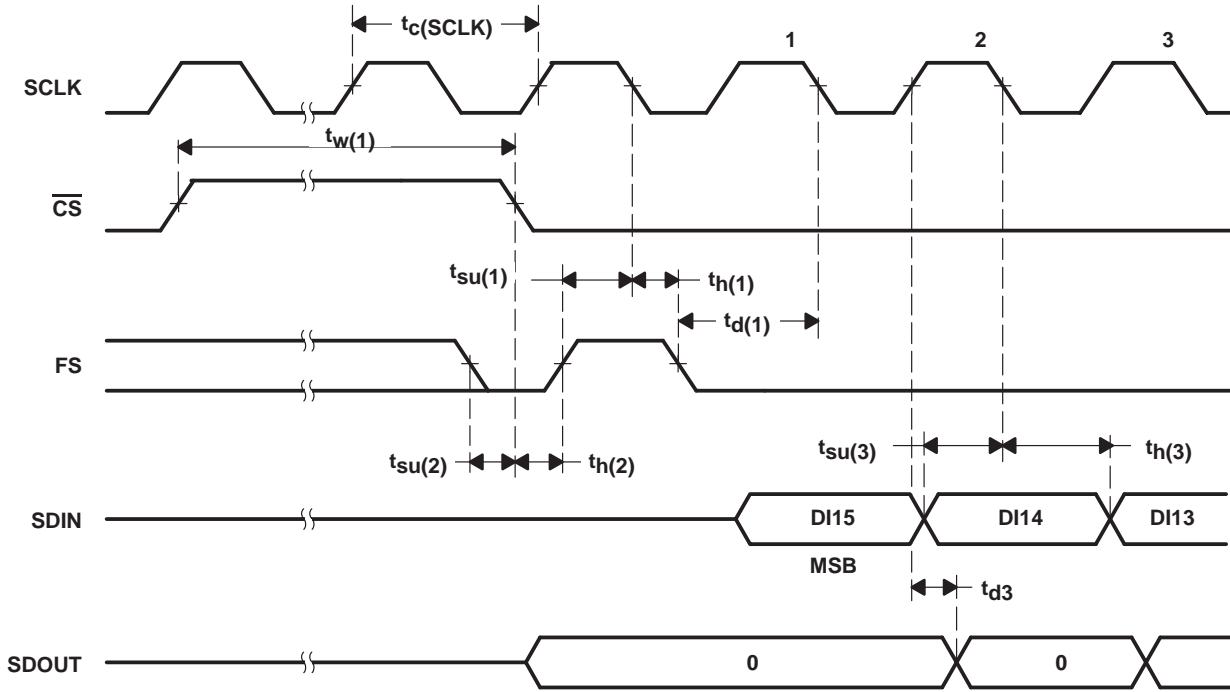 tc(SCLK)
1
2
3
SCLK
tw(1)
CS
tsu(1)
th(1)
td(1)
FS
tsu(2)
th(2)
tsu(3)
th(3)
SDIN
DI15
DI14
DI13
MSB
td3
SDOUT
0
0